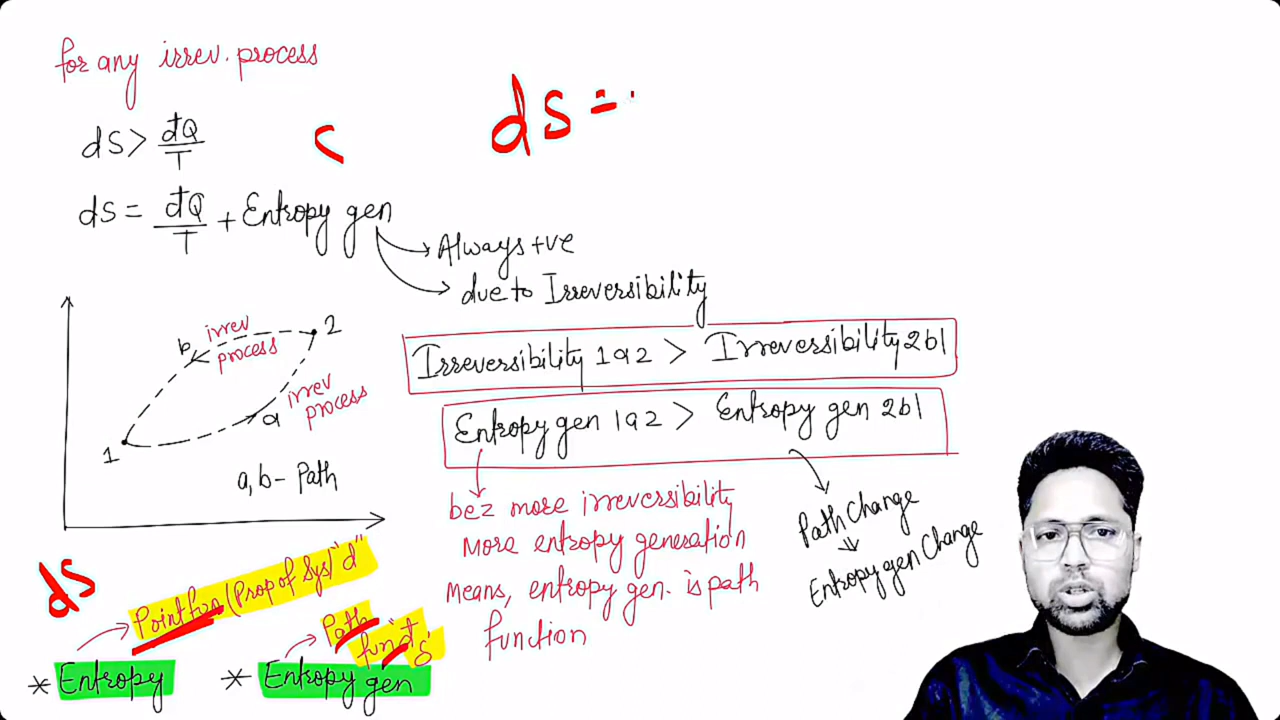 for any irrev. process
dS =
dS > đQ/T
dS = đQ/T + Entropy gen
Always +ve
due to Irreversibility
Irreversibility 1a2 > Irreversibility 2b1
Entropy gen 1a2 > Entropy gen 2b1
b irrev process
2
a irrev process
1
a, b - Path
bez more irreversibility
More entropy generation
Means, entropy gen. is path
function
Path Change
Entropy gen Change
ds
Point fxn (Prop of Sys) "d"
Path
* Entropy
* Entropy gen